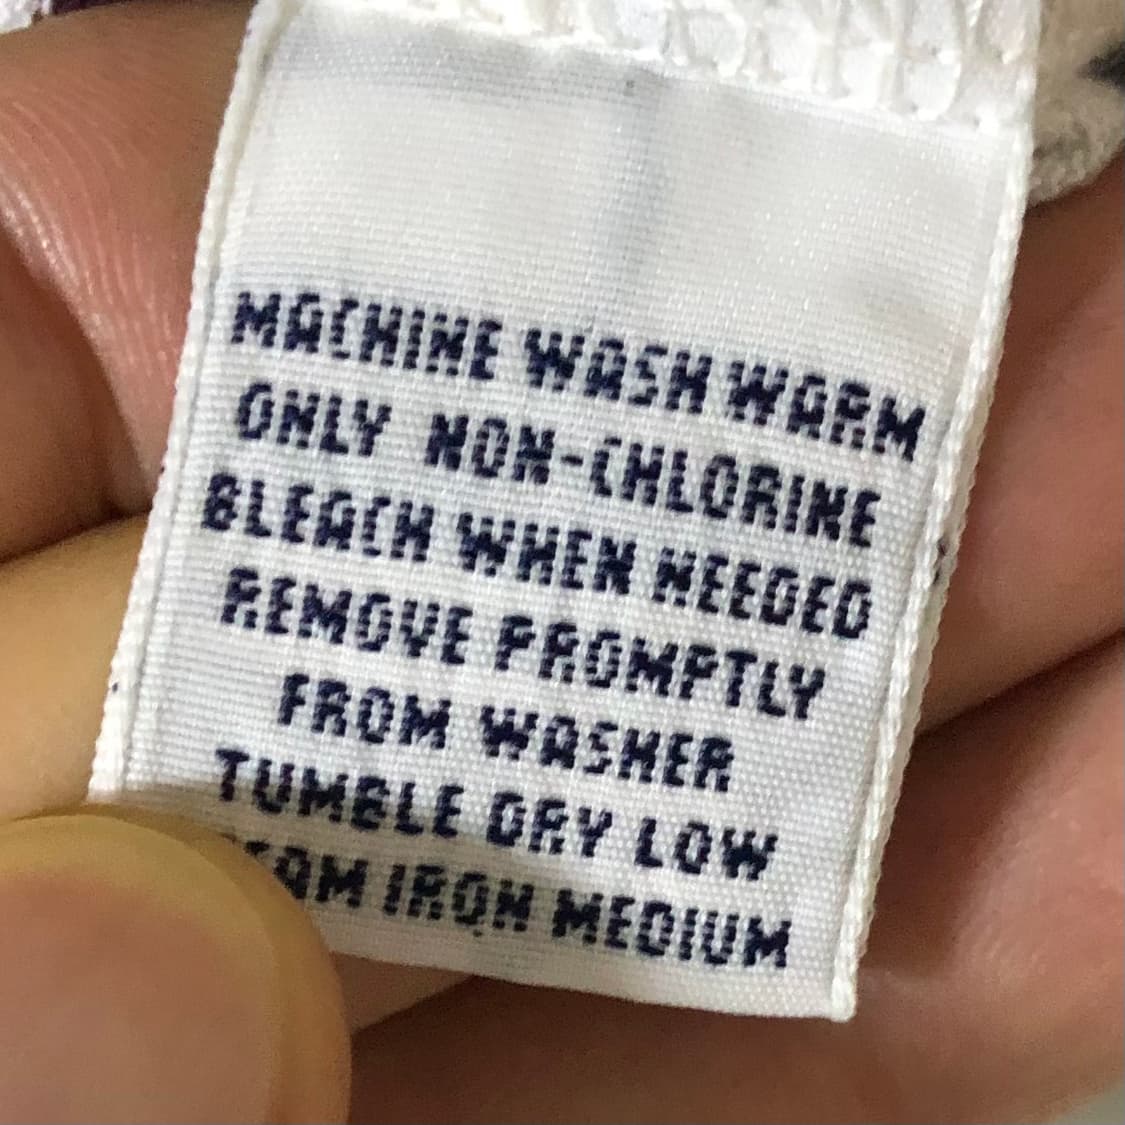 MACHINE WASH WARM
ONLY NON-CHLORINE
BLEACH WHEN NEEDED
REMOVE PROMPTLY
FROM WASHER
TUMBLE DRY LOW
IRON MEDIUM